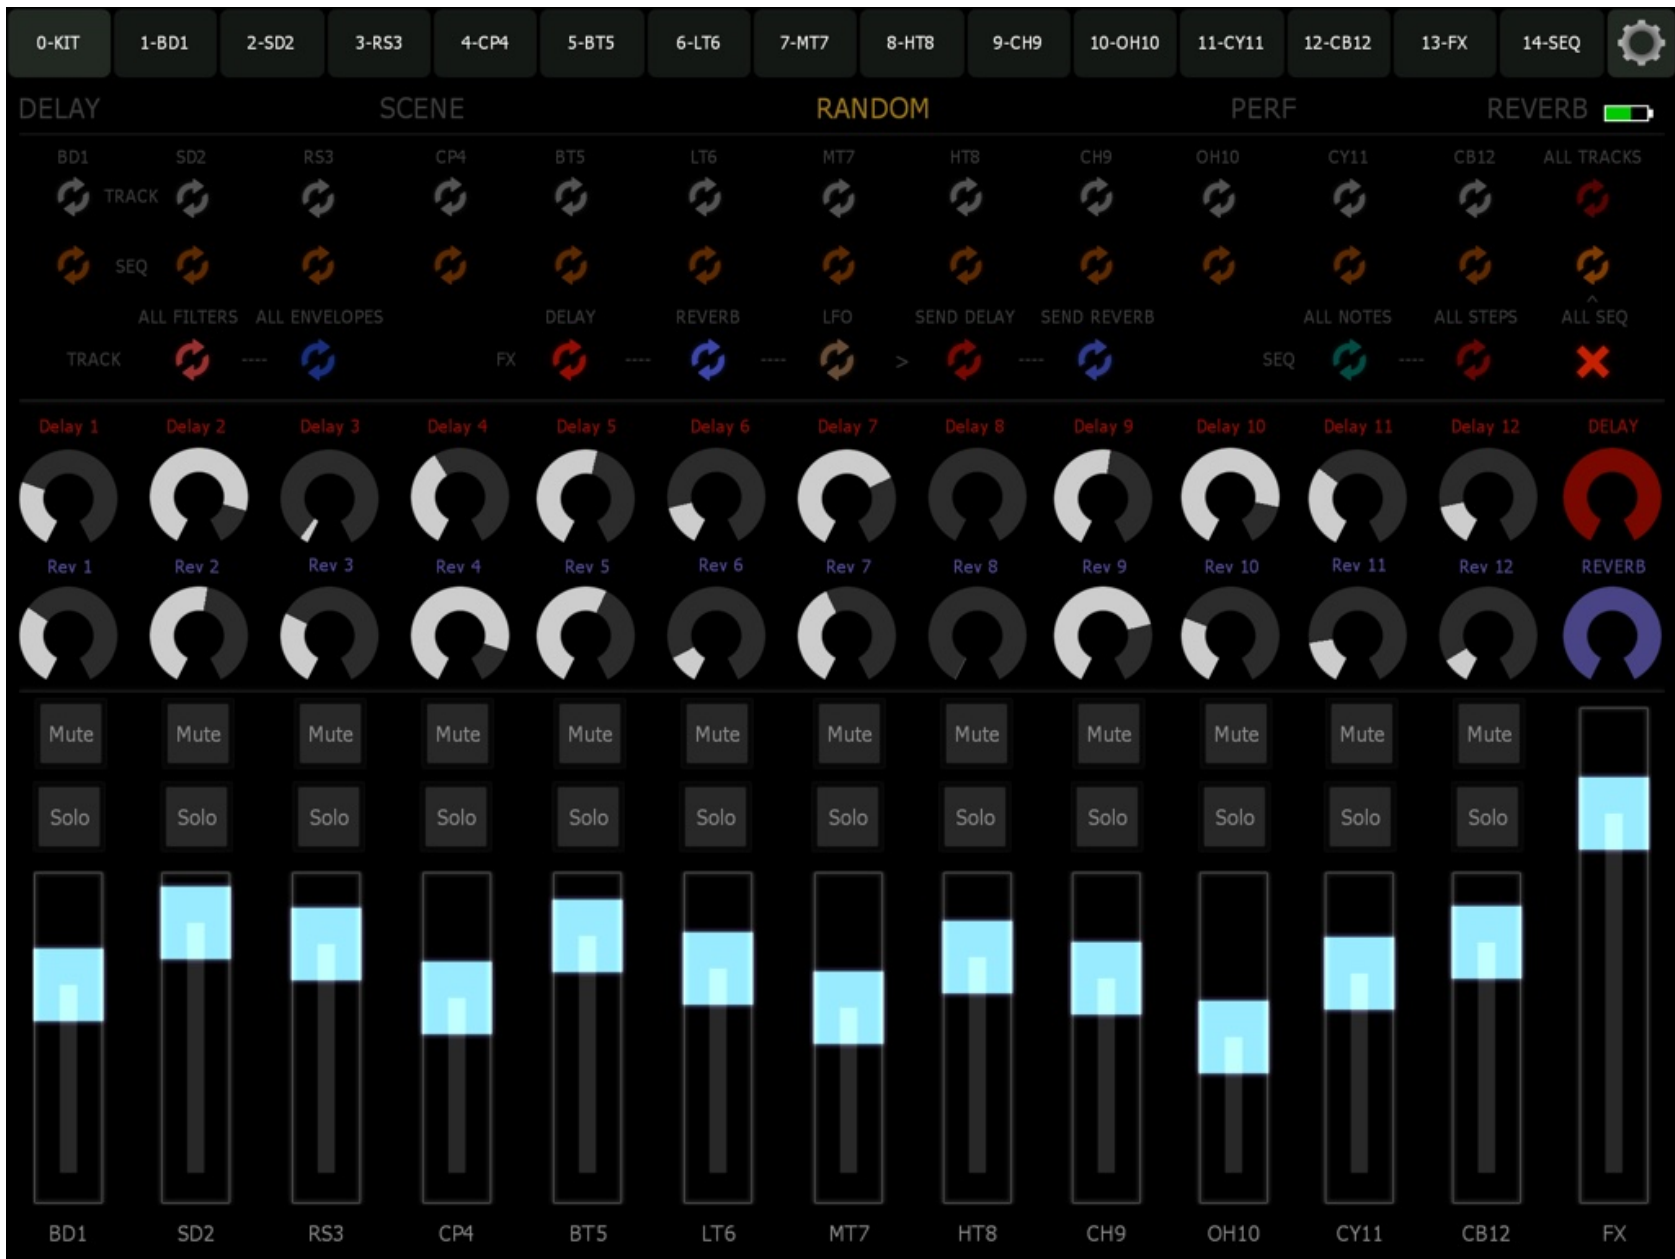 0-KIT 1-BD1 2-SD2 3-RS3 4-CP4 5-BT5 6-LT6 7-MT7 8-HT8 9-CH9 10-OH10 11-CY11 12-CB12 13-FX 14-SEQ
DELAY SCENE RANDOM PERF REVERB
BD1 SD2 RS3 CP4 BT5 LT6 MT7 HT8 CH9 OH10 CY11 CB12 ALL TRACKS
TRACK
SEQ
ALL FILTERS ALL ENVELOPES DELAY REVERB LFO SEND DELAY SEND REVERB ALL NOTES ALL STEPS ^ ALL SEQ
TRACK ---- FX ---- ---- > ---- SEQ ----
Delay 1 Delay 2 Delay 3 Delay 4 Delay 5 Delay 6 Delay 7 Delay 8 Delay 9 Delay 10 Delay 11 Delay 12 DELAY
Rev 1 Rev 2 Rev 3 Rev 4 Rev 5 Rev 6 Rev 7 Rev 8 Rev 9 Rev 10 Rev 11 Rev 12 REVERB
Mute Mute Mute Mute Mute Mute Mute Mute Mute Mute Mute Mute
Solo Solo Solo Solo Solo Solo Solo Solo Solo Solo Solo Solo
BD1 SD2 RS3 CP4 BT5 LT6 MT7 HT8 CH9 OH10 CY11 CB12 FX